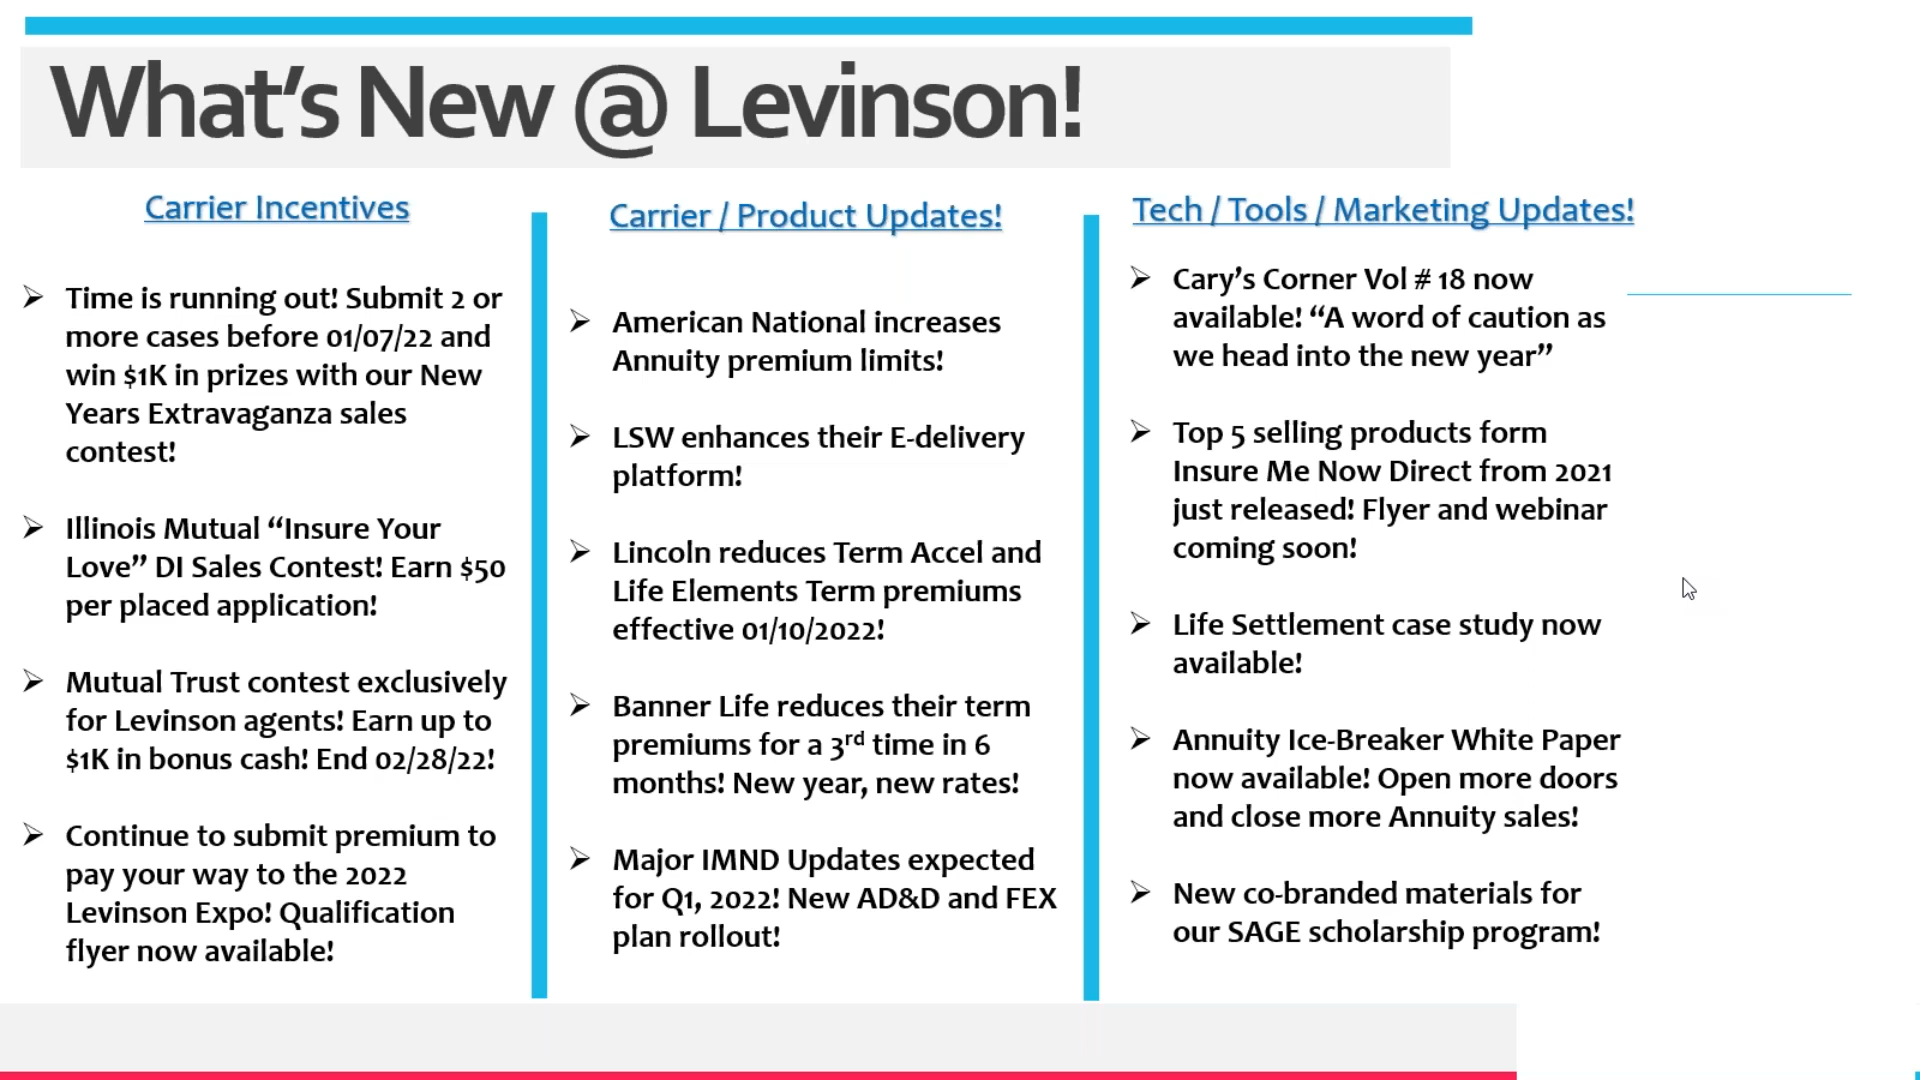 What's New @ Levinson!
Carrier Incentives
Time is running out! Submit 2 or
more cases before 01/07/22 and
win $1K in prizes with our New
Years Extravaganza sales
contest!
Illinois Mutual “Insure Your
Love” DI Sales Contest! Earn $50
per placed application!
Mutual Trust contest exclusively
for Levinson agents! Earn up to
$1K in bonus cash! End 02/28/22!
Continue to submit premium to
pay your way to the 2022
Levinson Expo! Qualification
flyer now available!
Carrier / Product Updates!
American National increases
Annuity premium limits!
LSW enhances their E-delivery
platform!
Lincoln reduces Term Accel and
Life Elements Term premiums
effective 01/10/2022!
Banner Life reduces their term
premiums for a 3rd time in 6
months! New year, new rates!
Major IMND Updates expected
for Q1, 2022! New AD&D and FEX
plan rollout!
Tech / Tools / Marketing Updates!
Cary’s Corner Vol # 18 now
available! “A word of caution as
we head into the new year”
Top 5 selling products form
Insure Me Now Direct from 2021
just released! Flyer and webinar
coming soon!
Life Settlement case study now
available!
Annuity Ice-Breaker White Paper
now available! Open more doors
and close more Annuity sales!
New co-branded materials for
our SAGE scholarship program!